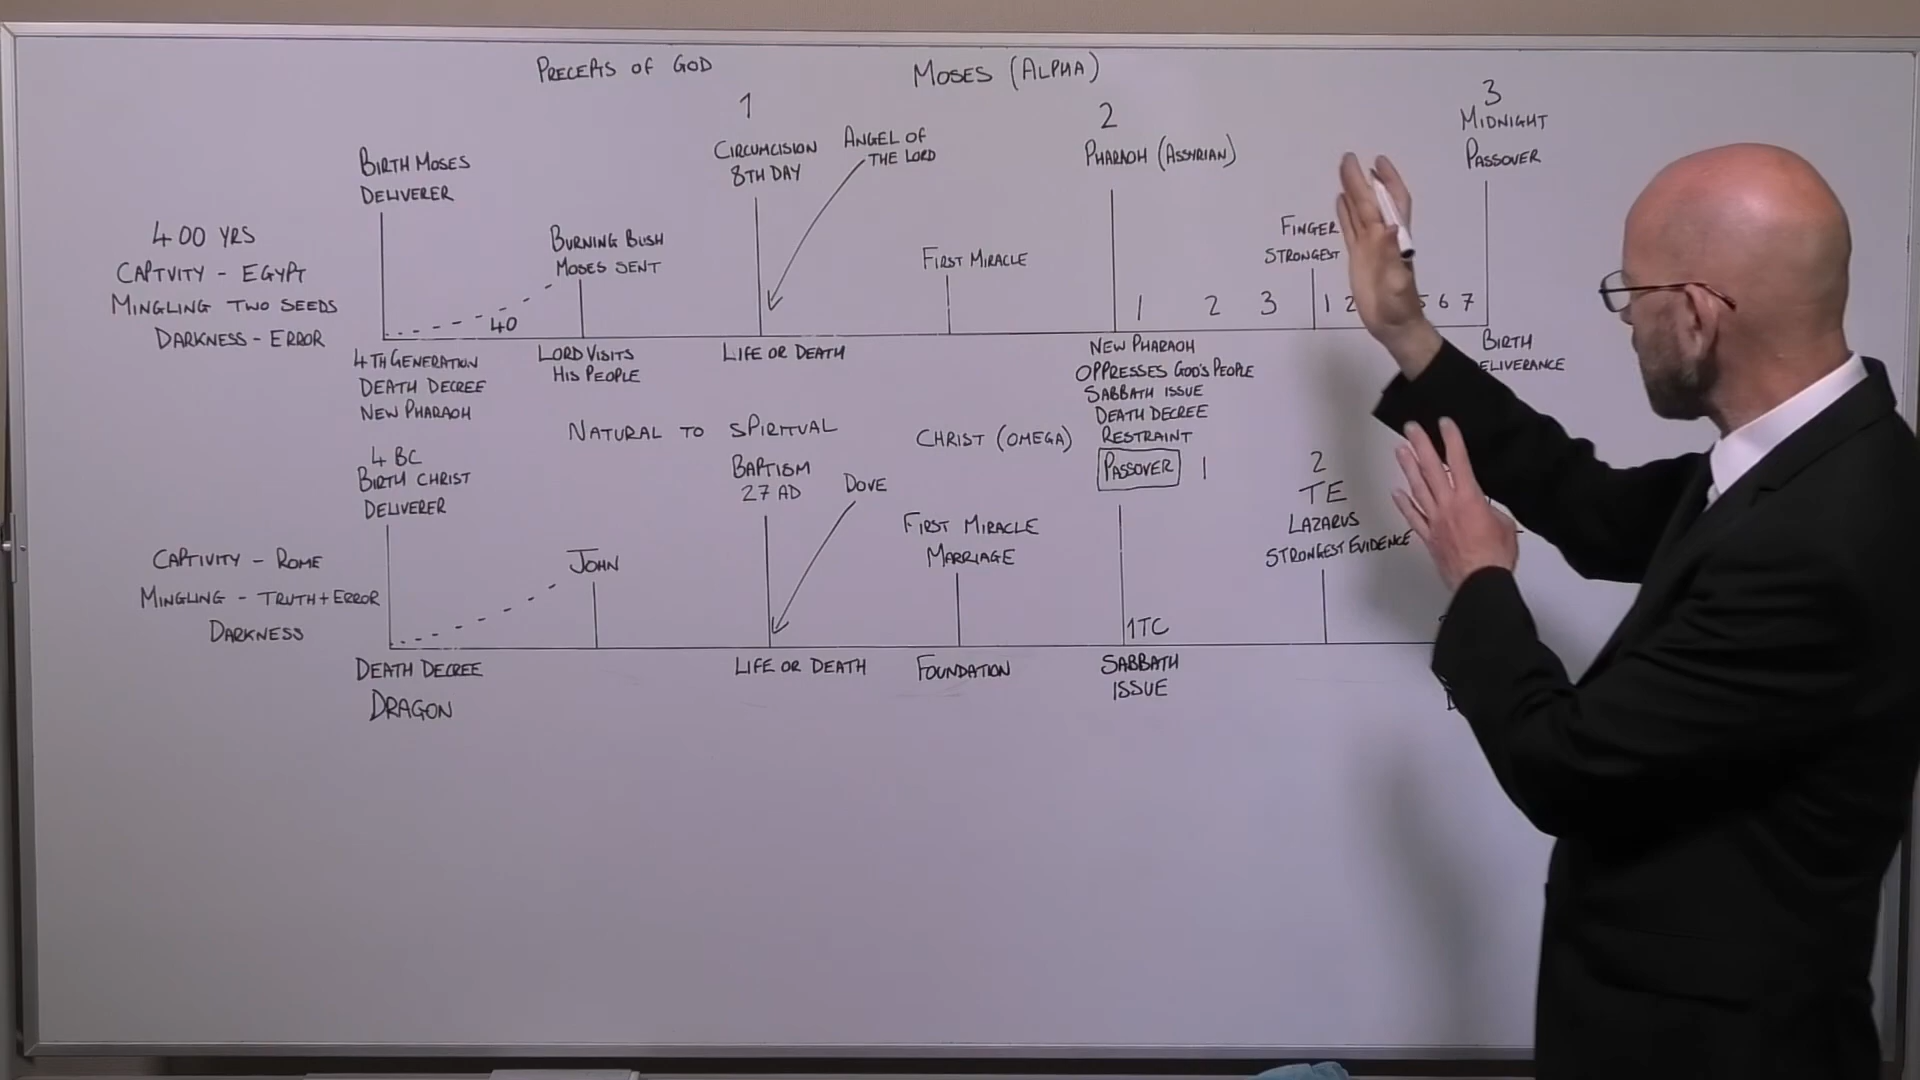 PRECEPTS OF GOD
MOSES (ALPHA)
1
2
3
MIDNIGHT
PASSOVER
CIRCUMCISION
8TH DAY
ANGEL OF
THE LORD
PHARAOH (ASSYRIAN)
BIRTH MOSES
DELIVERER
400 YRS
CAPTVITY - EGYPT
MINGLING TWO SEEDS
DARKNESS - ERROR
BURNING BUSH
MOSES SENT
FIRST MIRACLE
FINGER
STRONGEST
40
1 2 3
1 2 6 7
4TH GENERATION
DEATH DECREE
NEW PHARAOH
LORD VISITS
HIS PEOPLE
LIFE OR DEATH
NEW PHARAOH
OPPRESSES GOD'S PEOPLE
SABBATH ISSUE
DEATH DECREE
RESTRAINT
BIRTH
ELIVERANCE
NATURAL TO SPIRITUAL
CHRIST (OMEGA)
4 BC
BIRTH CHRIST
DELIVERER
BAPTISM
27 AD
DOVE
PASSOVER 1
2
TE
LAZARUS
STRONGEST EVIDENCE
CAPTIVITY - ROME
MINGLING - TRUTH + ERROR
DARKNESS
JOHN
FIRST MIRACLE
MARRIAGE
1TC
DEATH DECREE
DRAGON
LIFE OR DEATH
FOUNDATION
SABBATH
ISSUE